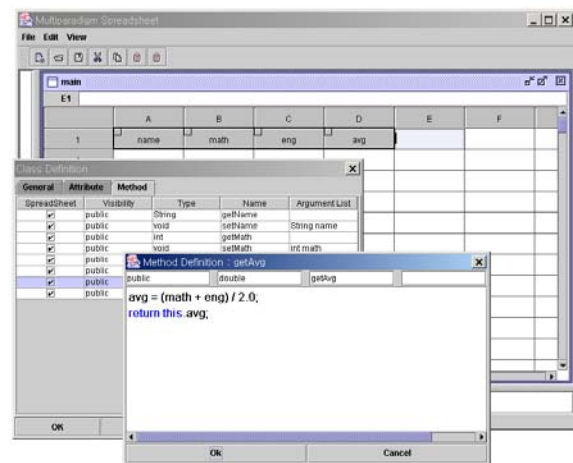 Multiparadigm Spreadsheet
File Edit View
main
E1
A B C D E F
1 name math eng avg
Class Definition
General Attribute Method
SpreadSheet Visibility Type Name Argument List
public String getName
public void setName String name
public int getMath
public void setMath int math
public
public
public
public
Method Definition : getAvg
public double getAvg
avg = (math + eng) / 2.0;
return this.avg;
OK
Ok Cancel